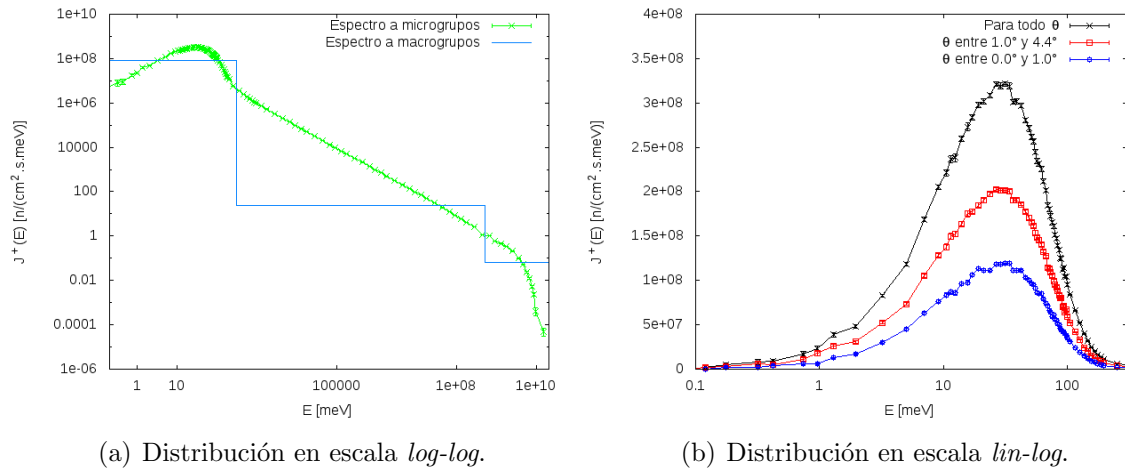 1e+10
1e+08
1e+06
10000
100
1
0.01
0.0001
1e-06
J⁺(E) [n/(cm².s.meV)]
Espectro a microgrupos
Espectro a macrogrupos
1 10 100000 1e+08 1e+10
E [meV]
(a) Distribución en escala log-log.
4e+08
3.5e+08
3e+08
2.5e+08
2e+08
1.5e+08
1e+08
5e+07
0
J⁺(E) [n/(cm².s.meV)]
Para todo θ
θ entre 1.0° y 4.4°
θ entre 0.0° y 1.0°
0.1 1 10 100
E [meV]
(b) Distribución en escala lin-log.